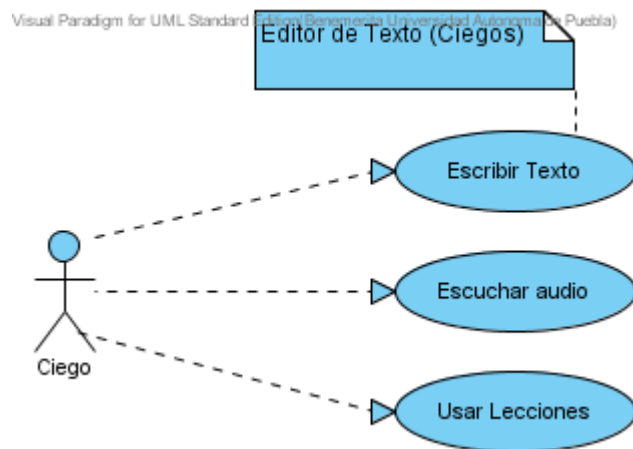 Visual Paradigm for UML Standard Edition(Benemerita Universidad Autonoma de Puebla)
Editor de Texto (Ciegos)
Escribir Texto
Escuchar audio
Ciego
Usar Lecciones